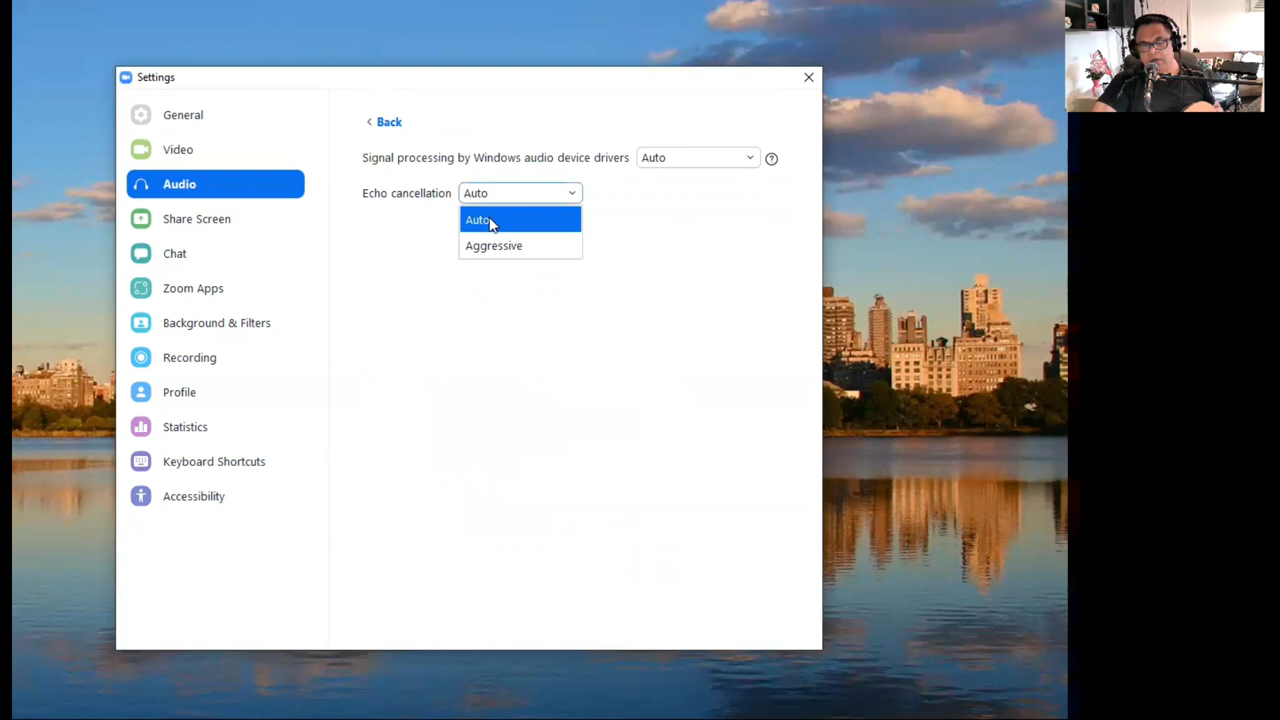 Settings
General
Video
Audio
Share Screen
Chat
Zoom Apps
Background & Filters
Recording
Profile
Statistics
Keyboard Shortcuts
Accessibility
Back
Signal processing by Windows audio device drivers Auto
Echo cancellation Auto
Auto
Aggressive